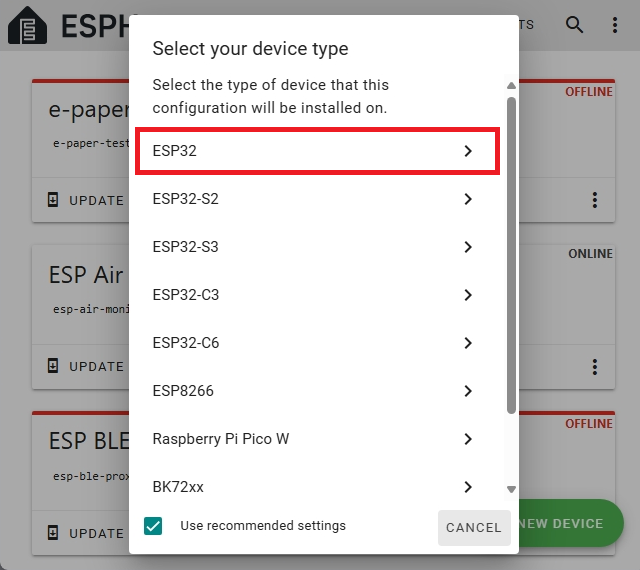 ESPH
TS
Select your device type
Select the type of device that this
configuration will be installed on.
ESP32
ESP32-S2
ESP32-S3
ESP32-C3
ESP32-C6
ESP8266
Raspberry Pi Pico W
BK72xx
Use recommended settings
CANCEL
OFFLINE
e-paper
e-paper-test
UPDATE
ONLINE
ESP Air
esp-air-moni
UPDATE
OFFLINE
ESP BLE
esp-ble-prox
UPDATE
NEW DEVICE